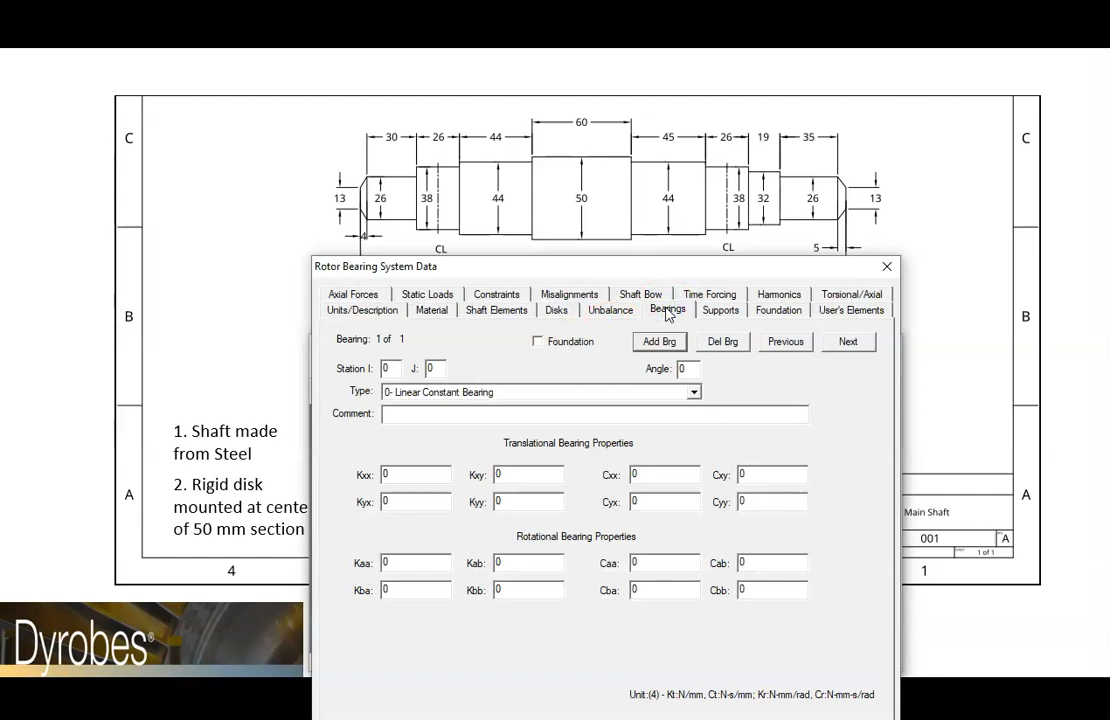 60
30 26 44 45 26 19 35
C C
13 26 38 44 50 44 38 32 26 13
4 CL CL 5
Rotor Bearing System Data
Axial Forces Static Loads Constraints Misalignments Shaft Bow Time Forcing Harmonics Torsional/Axial
Units/Description Material Shaft Elements Disks Unbalance Bearings Supports Foundation User's Elements
B B
Bearing: 1 of 1 Foundation Add Brg Del Brg Previous Next
Station I: 0 J: 0 Angle: 0
Type: 0- Linear Constant Bearing
Comment:
1. Shaft made
from Steel
2. Rigid disk
mounted at cente
of 50 mm section
Translational Bearing Properties
Kxx: 0 Kxy: 0 Cxx: 0 Cxy: 0
Kyx: 0 Kyy: 0 Cyx: 0 Cyy: 0
Rotational Bearing Properties
Kaa: 0 Kab: 0 Caa: 0 Cab: 0
Kba: 0 Kbb: 0 Cba: 0 Cbb: 0
A A
Main Shaft
001 A
1 of 1
4 1
Dyrobes®
Unit:(4) - Kt:N/mm, Ct:N-s/mm; Kr:N-mm/rad, Cr:N-mm-s/rad